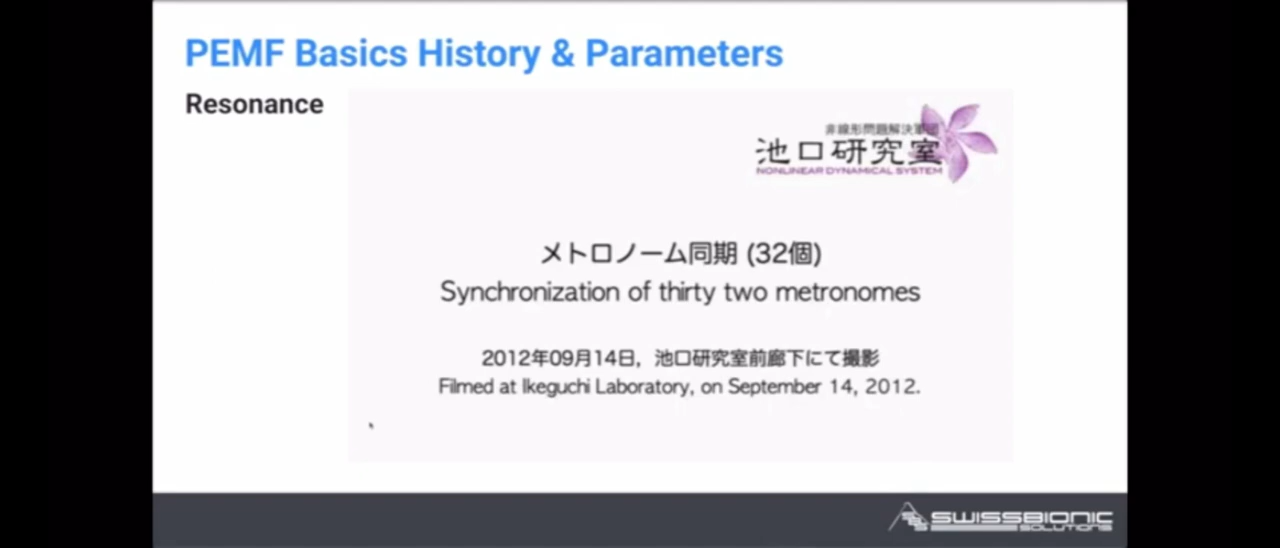 PEMF Basics History & Parameters
Resonance
非線形問題解決軍団
池口研究室
NONLINEAR DYNAMICAL SYSTEM
メトロノーム同期 (32個)
Synchronization of thirty two metronomes
2012年09月14日, 池口研究室前廊下にて撮影
Filmed at Ikeguchi Laboratory, on September 14, 2012.
SWISSBIONIC
SOLUTIONS